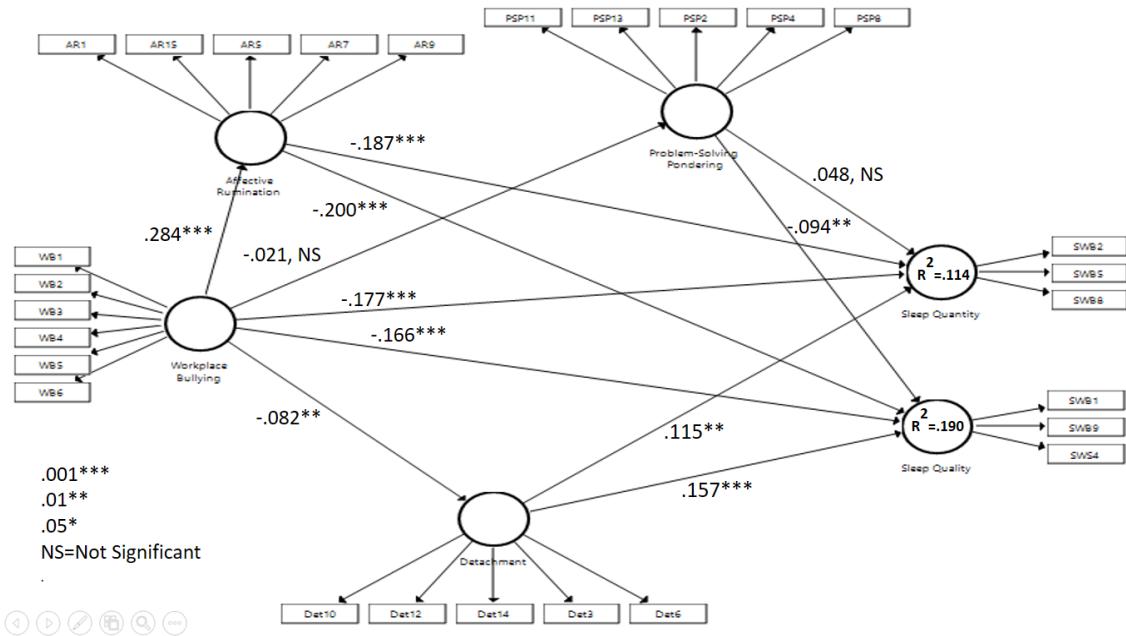 PSP11 PSP13 PSP2 PSP4 PSP8
AR1 AR15 AR5 AR7 AR9
-.187***
Problem-Solving
Pondering
.048, NS
Affective
Rumination
-.200***
-.094**
.284***
-.021, NS
WB1
WB2
WB3
WB4
WB5
WB6
SWB2
SWB5
SWB8
R2=.114
Sleep Quantity
-.177***
-.166***
Workplace
Bullying
-.082**
.115**
SWB1
SWB9
SWS4
R2=.190
Sleep Quality
.157***
.001***
.01**
.05*
NS=Not Significant
.
Detachment
Det10 Det12 Det14 Det3 Det6